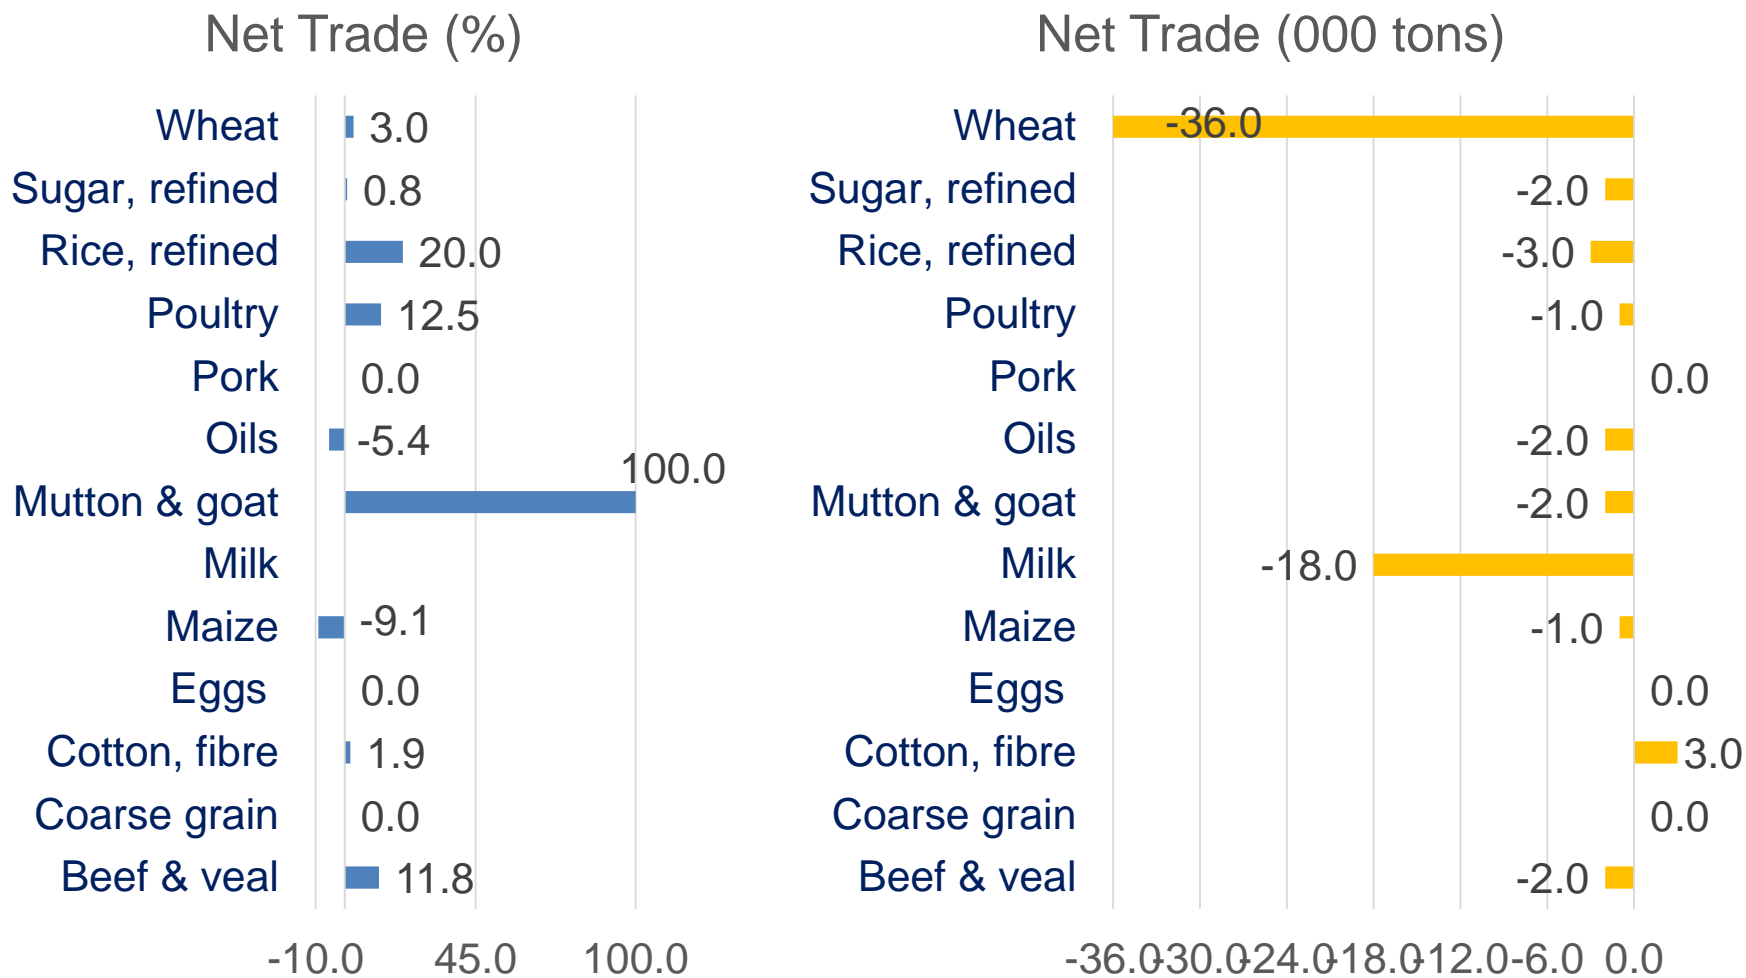 Net Trade (%)
Wheat 3.0
Sugar, refined 0.8
Rice, refined 20.0
Poultry 12.5
Pork 0.0
Oils -5.4
Mutton & goat 100.0
Milk
Maize -9.1
Eggs 0.0
Cotton, fibre 1.9
Coarse grain 0.0
Beef & veal 11.8
-10.0 45.0 100.0
Net Trade (000 tons)
Wheat -36.0
Sugar, refined -2.0
Rice, refined -3.0
Poultry -1.0
Pork 0.0
Oils -2.0
Mutton & goat -2.0
Milk -18.0
Maize -1.0
Eggs 0.0
Cotton, fibre 3.0
Coarse grain 0.0
Beef & veal -2.0
-36.0 -30.0 -24.0 -18.0 -12.0 -6.0 0.0